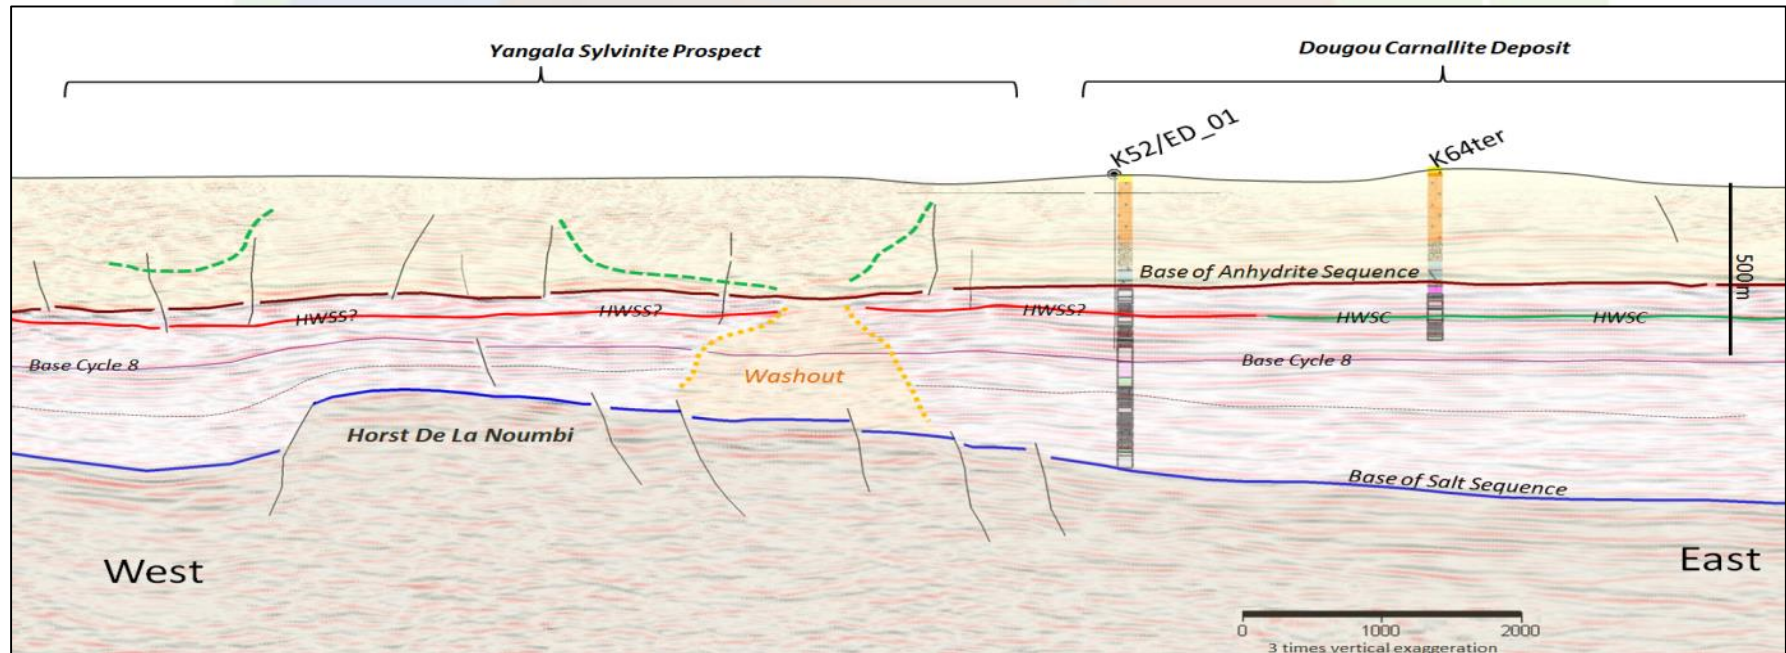 Yangala Sylvinite Prospect
Dougou Carnallite Deposit
K52/ED_01
K64ter
Base of Anhydrite Sequence
500m
HWSS?
HWSS?
HWSS?
HWSC
HWSC
Base Cycle 8
Base Cycle 8
Washout
Horst De La Noumbi
Base of Salt Sequence
West
East
0 1000 2000
3 times vertical exaggeration